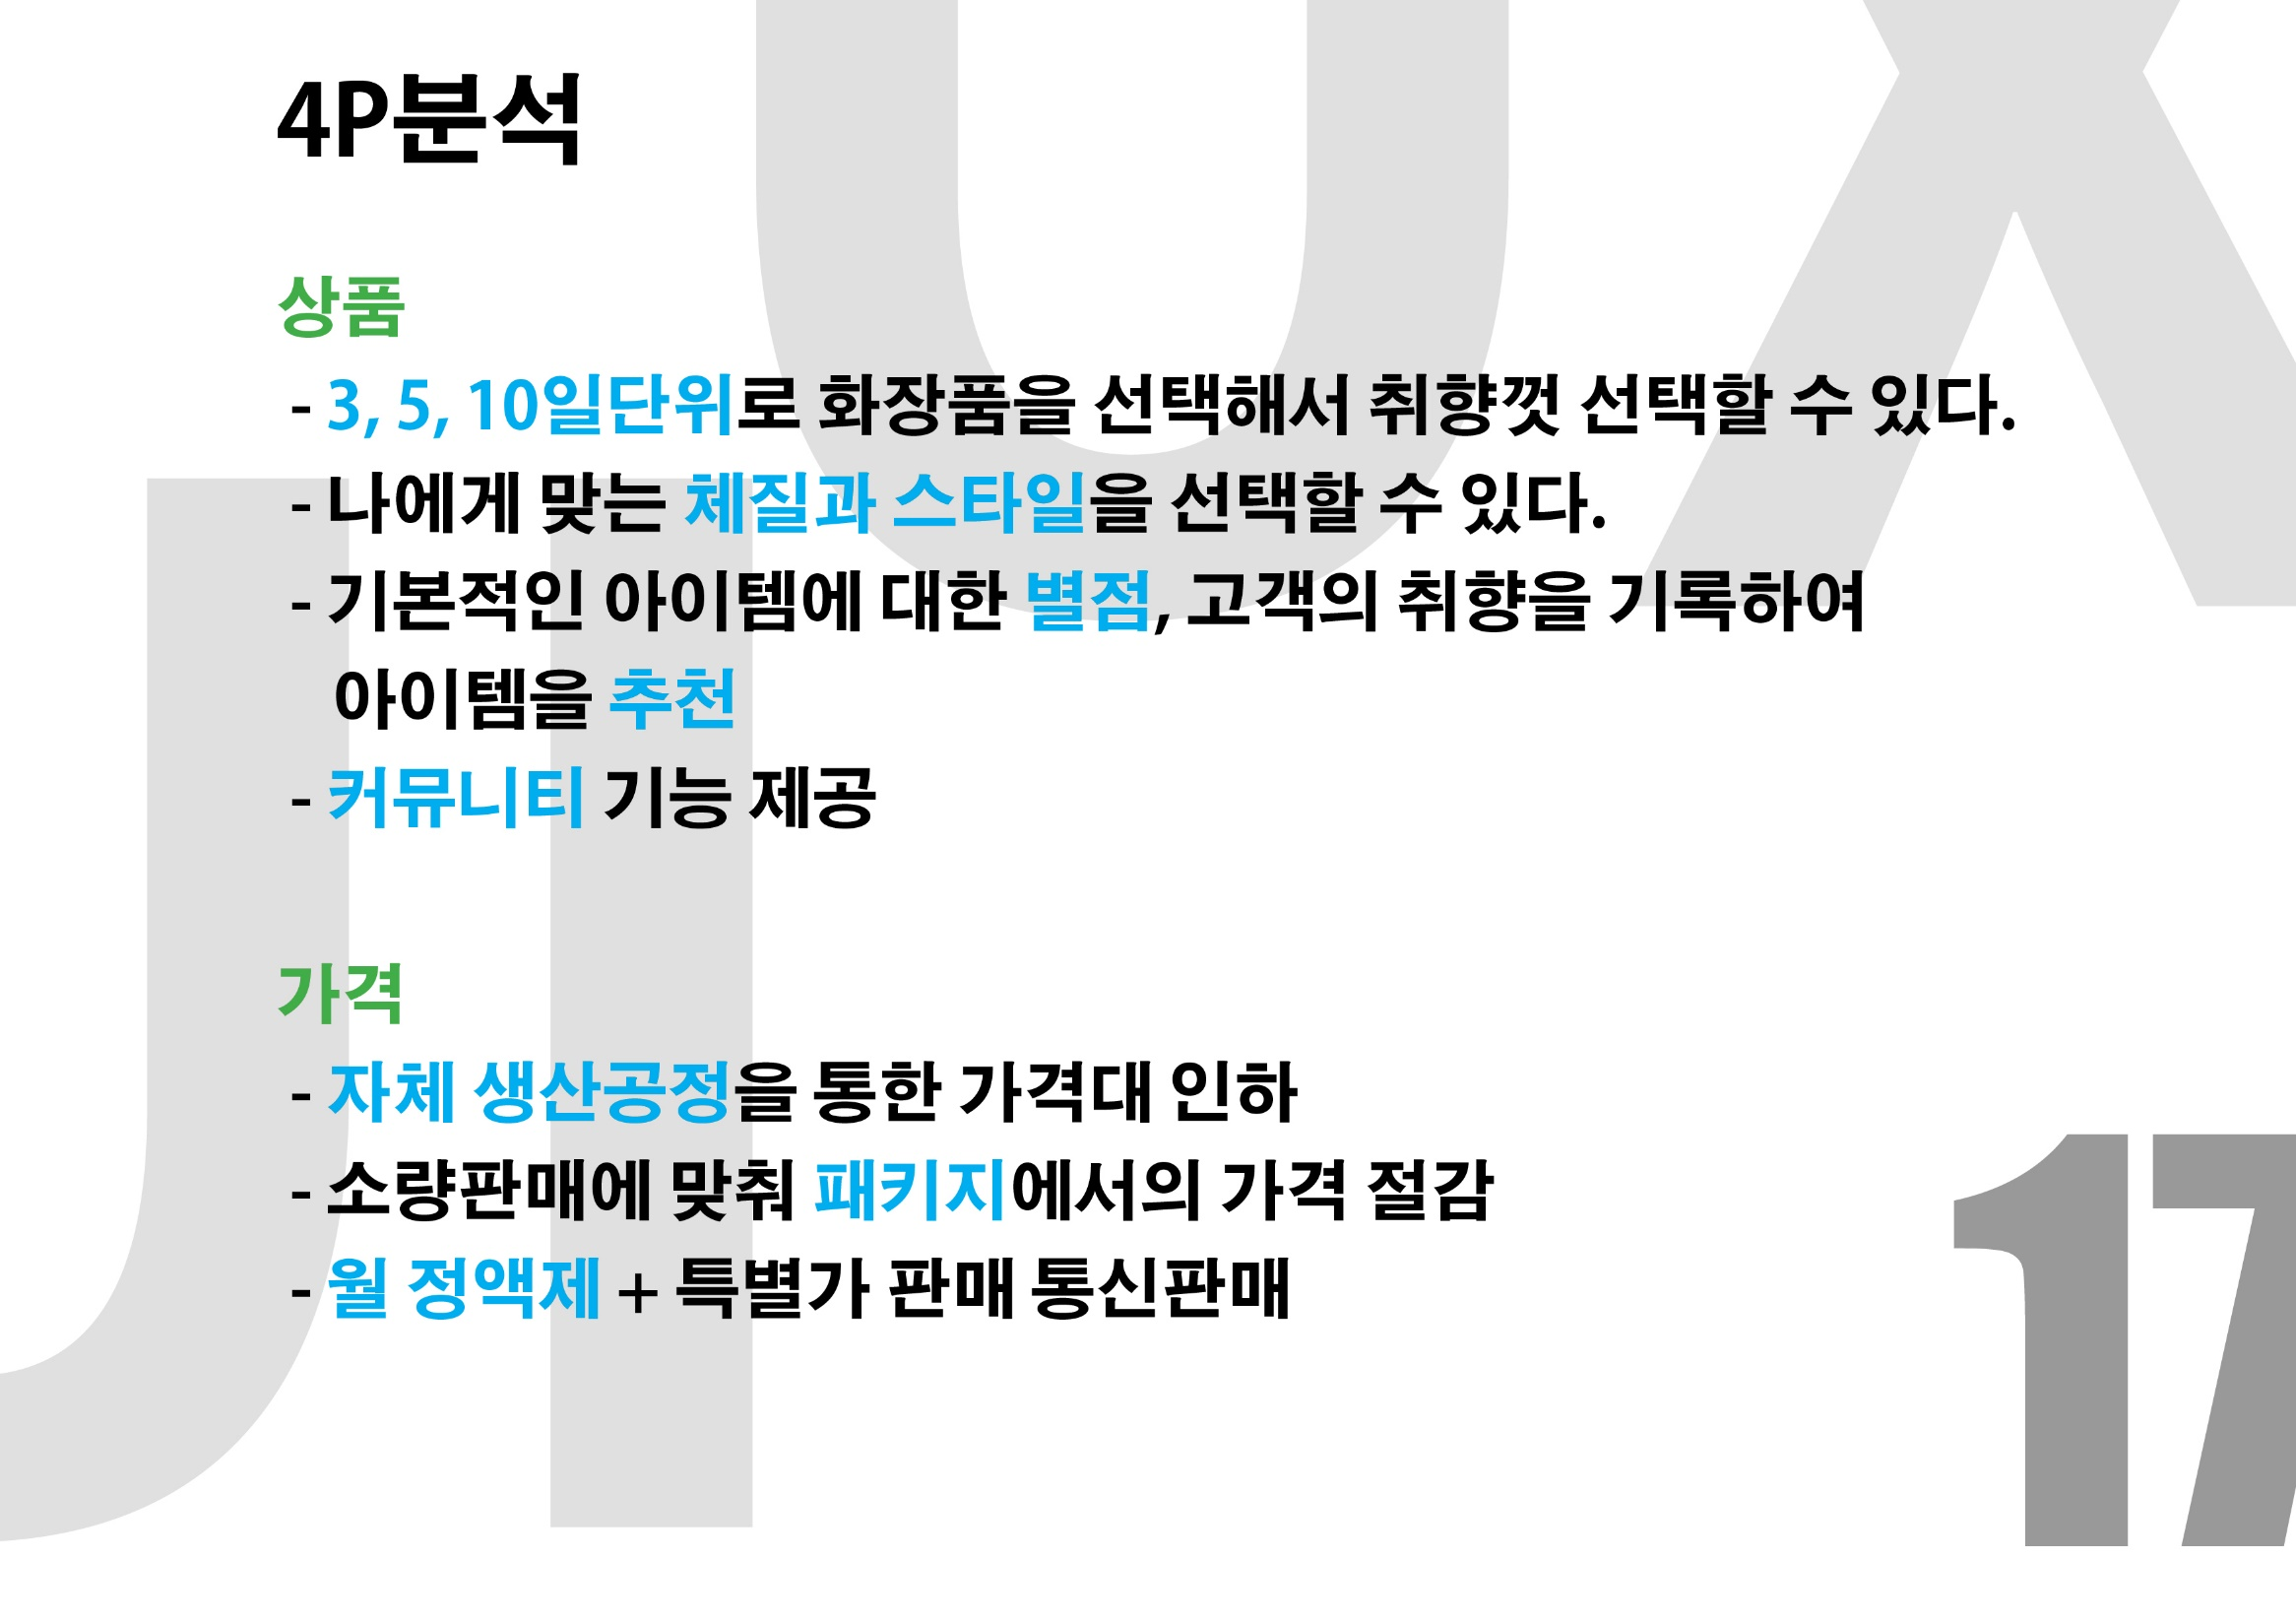 4P분석
상품
- 3, 5, 10일단위로 화장품을 선택해서 취향껏 선택할 수 있다.
- 나에게 맞는 체질과 스타일을 선택할 수 있다.
- 기본적인 아이템에 대한 별점, 고객의 취향을 기록하여
아이템을 추천
- 커뮤니티 기능 제공
가격
- 자체 생산공정을 통한 가격대 인하
- 소량판매에 맞춰 패키지에서의 가격 절감
- 월 정액제 + 특별가 판매 통신판매
17